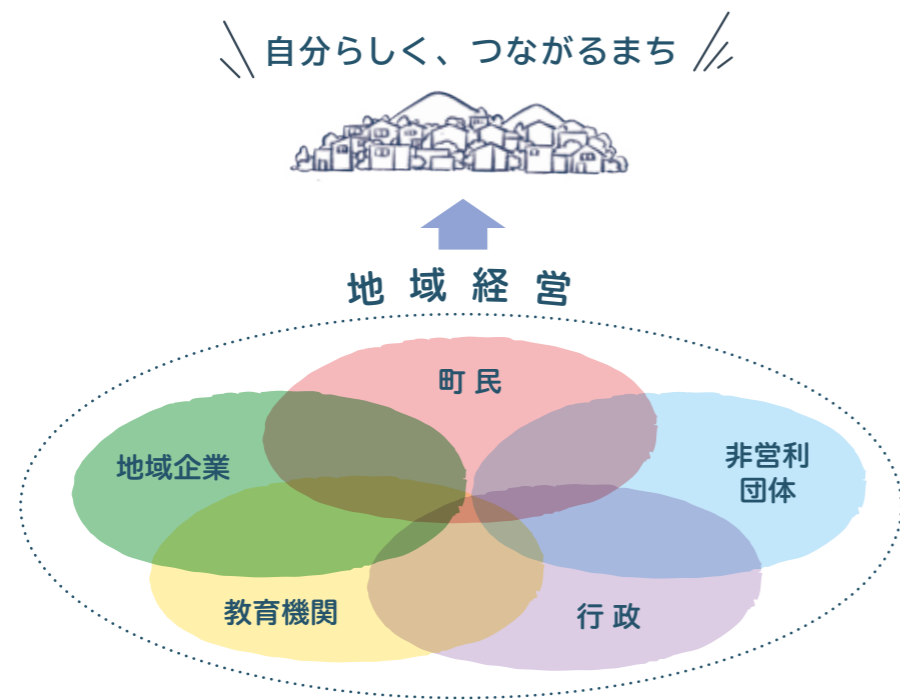 自分らしく、つながるまち
地域経営
町民
地域企業
非営利
団体
教育機関
行政